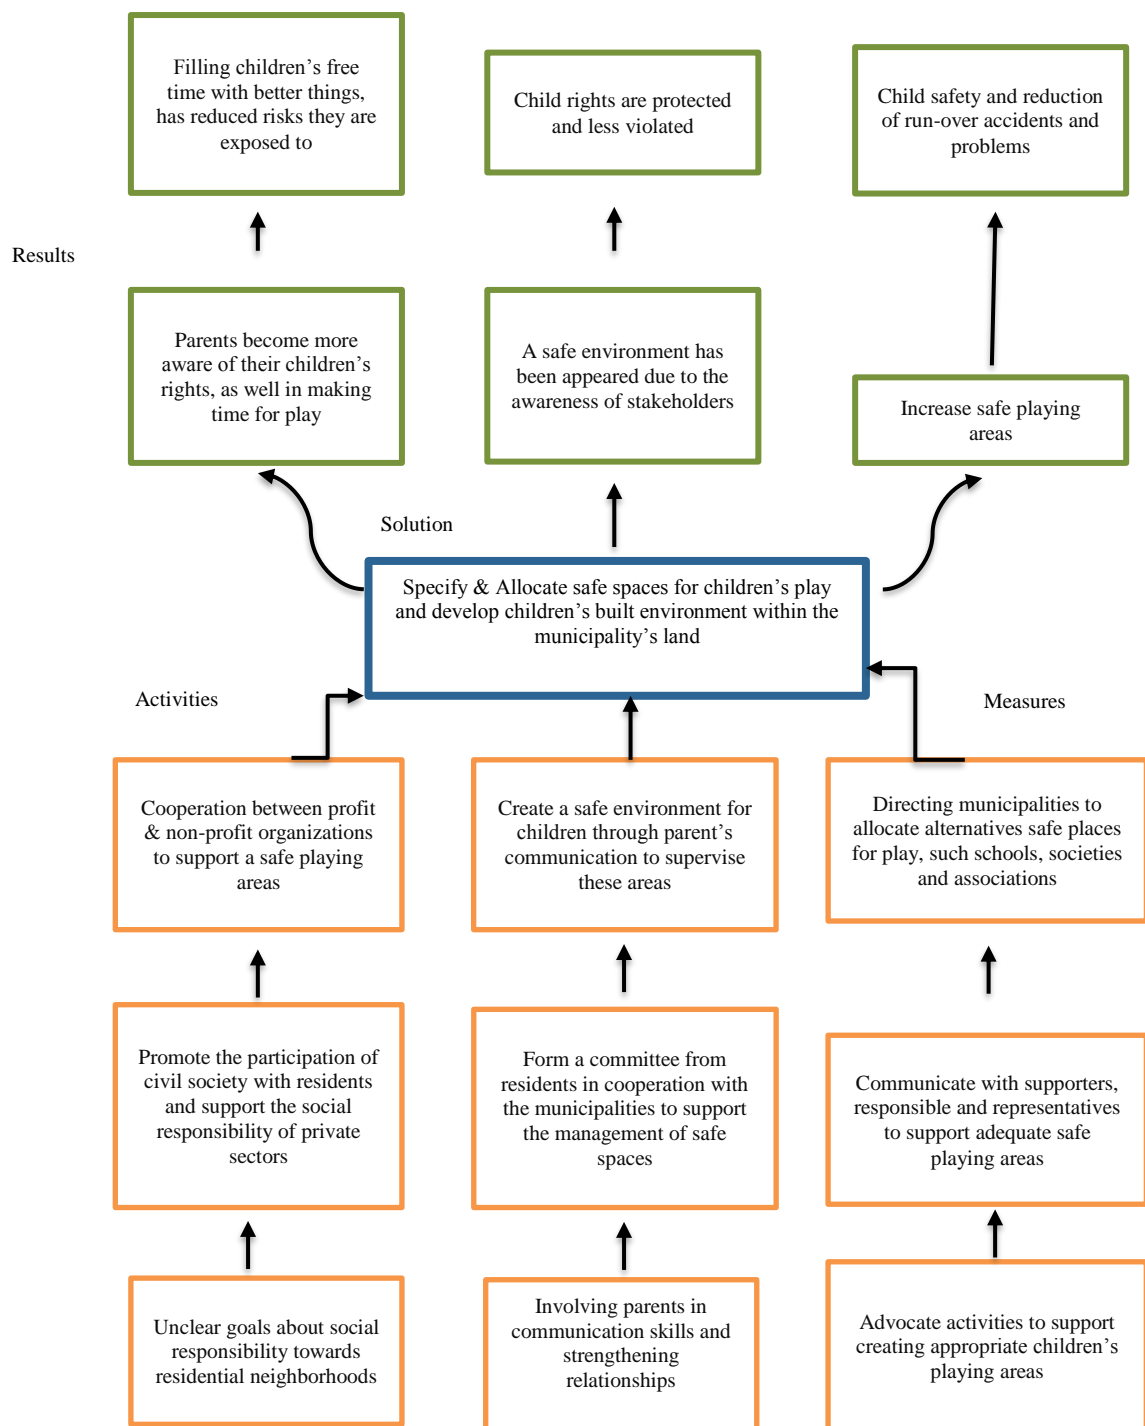 Filling children’s free
time with better things,
has reduced risks they are
exposed to
Child rights are protected
and less violated
Child safety and reduction
of run-over accidents and
problems
Results
Parents become more
aware of their children’s
rights, as well in making
time for play
A safe environment has
been appeared due to the
awareness of stakeholders
Increase safe playing
areas
Solution
Specify & Allocate safe spaces for children’s play
and develop children’s built environment within the
municipality’s land
Activities
Measures
Cooperation between profit
& non-profit organizations
to support a safe playing
areas
Create a safe environment for
children through parent’s
communication to supervise
these areas
Directing municipalities to
allocate alternatives safe places
for play, such schools, societies
and associations
Promote the participation of
civil society with residents
and support the social
responsibility of private
sectors
Form a committee from
residents in cooperation with
the municipalities to support
the management of safe
spaces
Communicate with supporters,
responsible and representatives
to support adequate safe
playing areas
Unclear goals about social
responsibility towards
residential neighborhoods
Involving parents in
communication skills and
strengthening
relationships
Advocate activities to support
creating appropriate children’s
playing areas